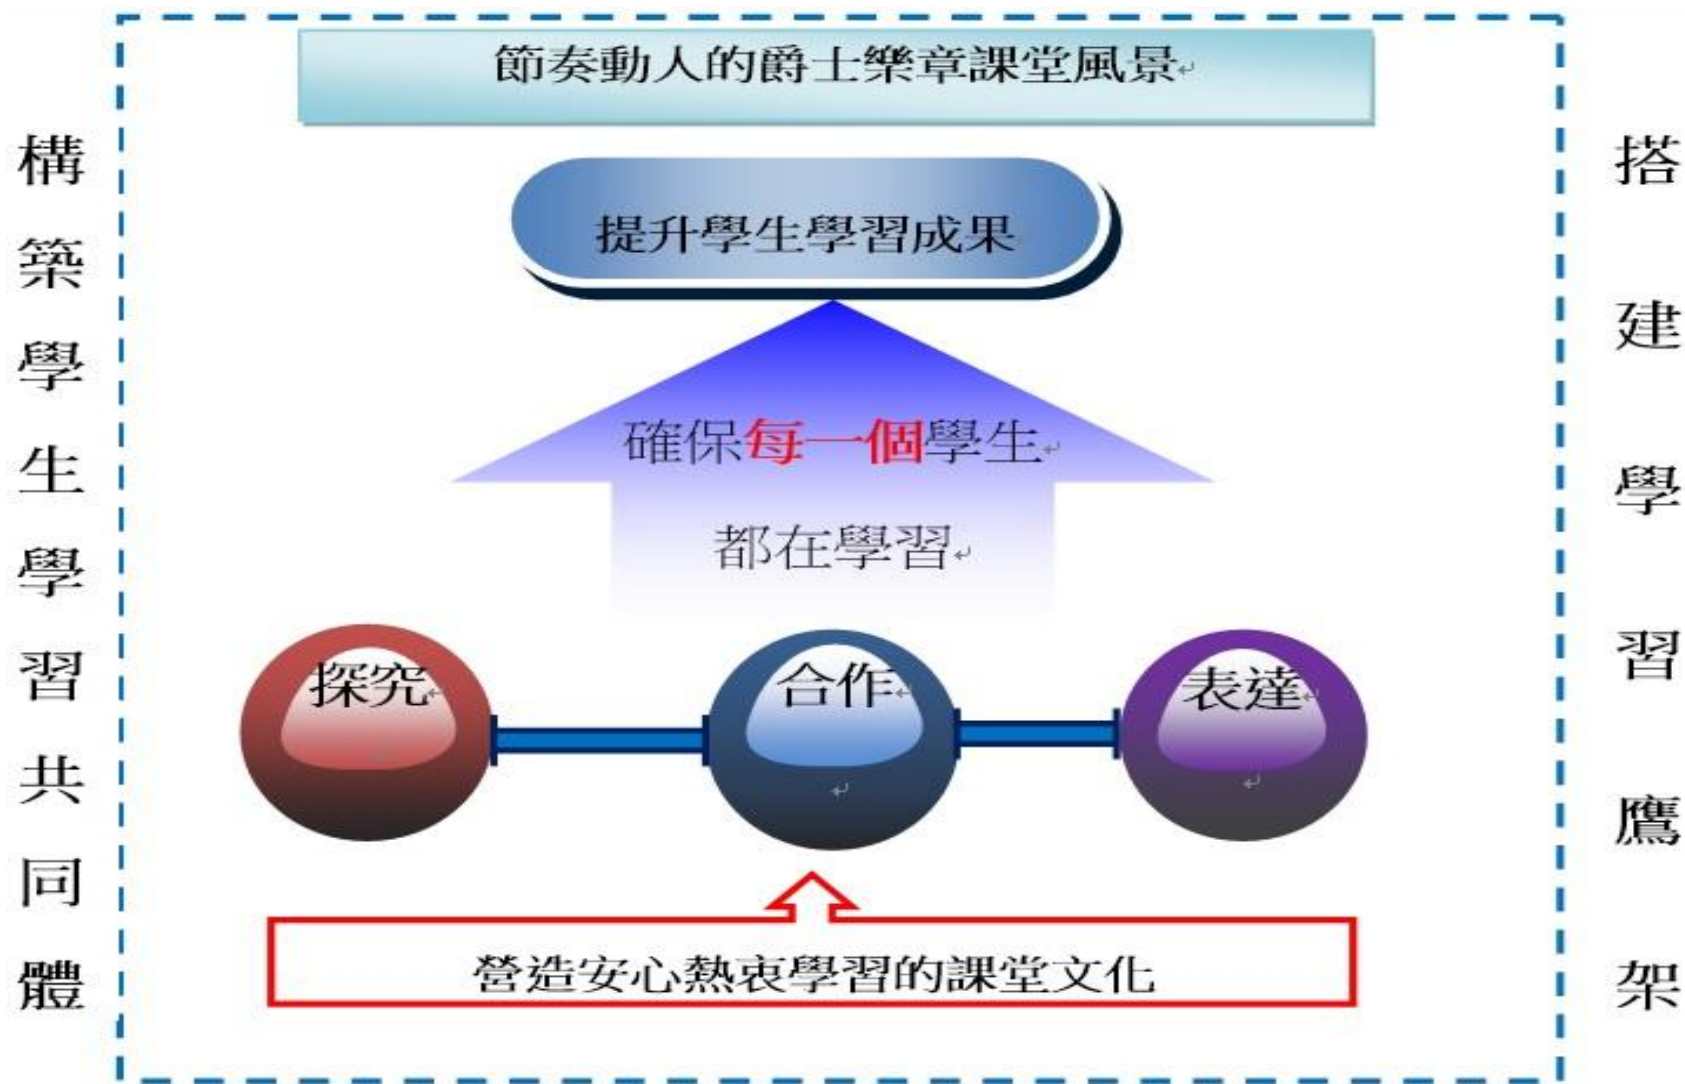 節奏動人的爵士樂章課堂風景
構築學生學習共同體
提升學生學習成果
確保每一個學生
都在學習
探究
合作
表達
營造安心熱衷學習的課堂文化
搭建學習鷹架